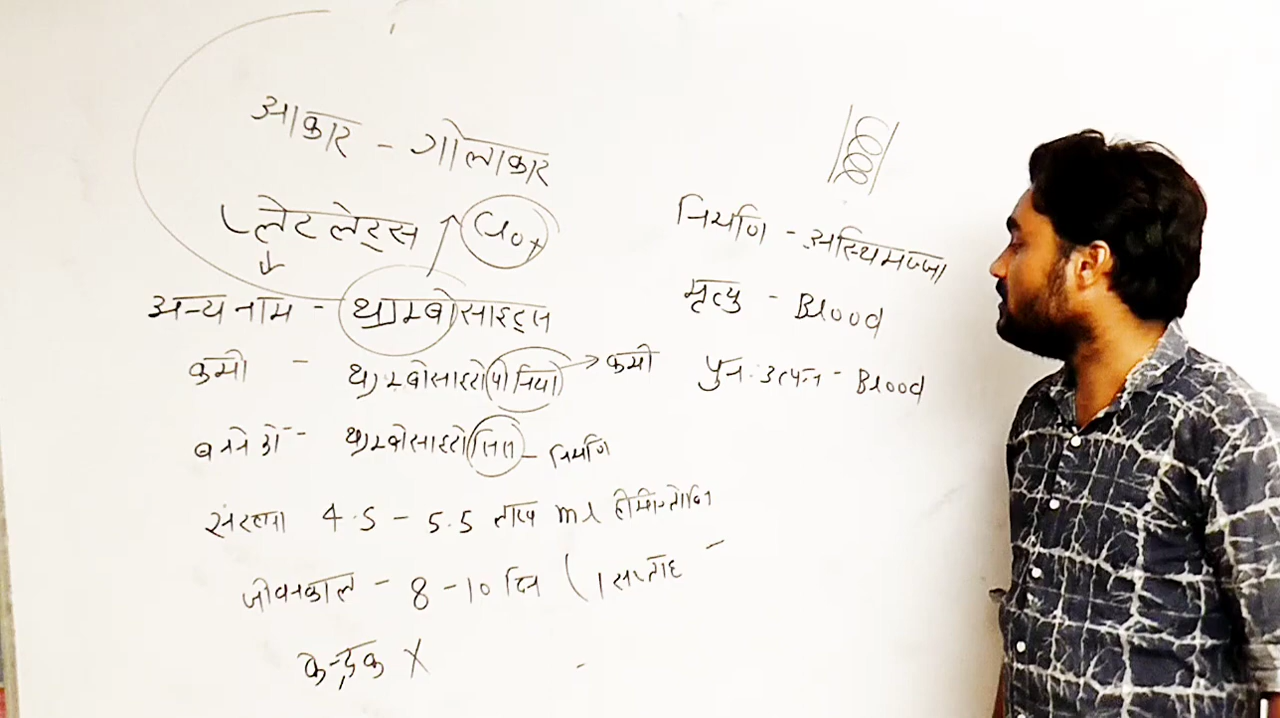 आकार - गोलाकार
प्लेटलेट्स
अन्य नाम - थ्राम्बोसाइट्स
कमी - थ्राम्बोसाइटोपीनिया → कमी
बनने की - थ्राम्बोसाइटोसिस - निर्माण
संख्या 4.5 - 5.5 लाख ml
जीवनकाल - 8-10 दिन (1 सप्ताह
केन्द्रक X
निर्माण - अस्थिमज्जा
मृत्यु - Blood
पुनः उत्पन्न - Blood